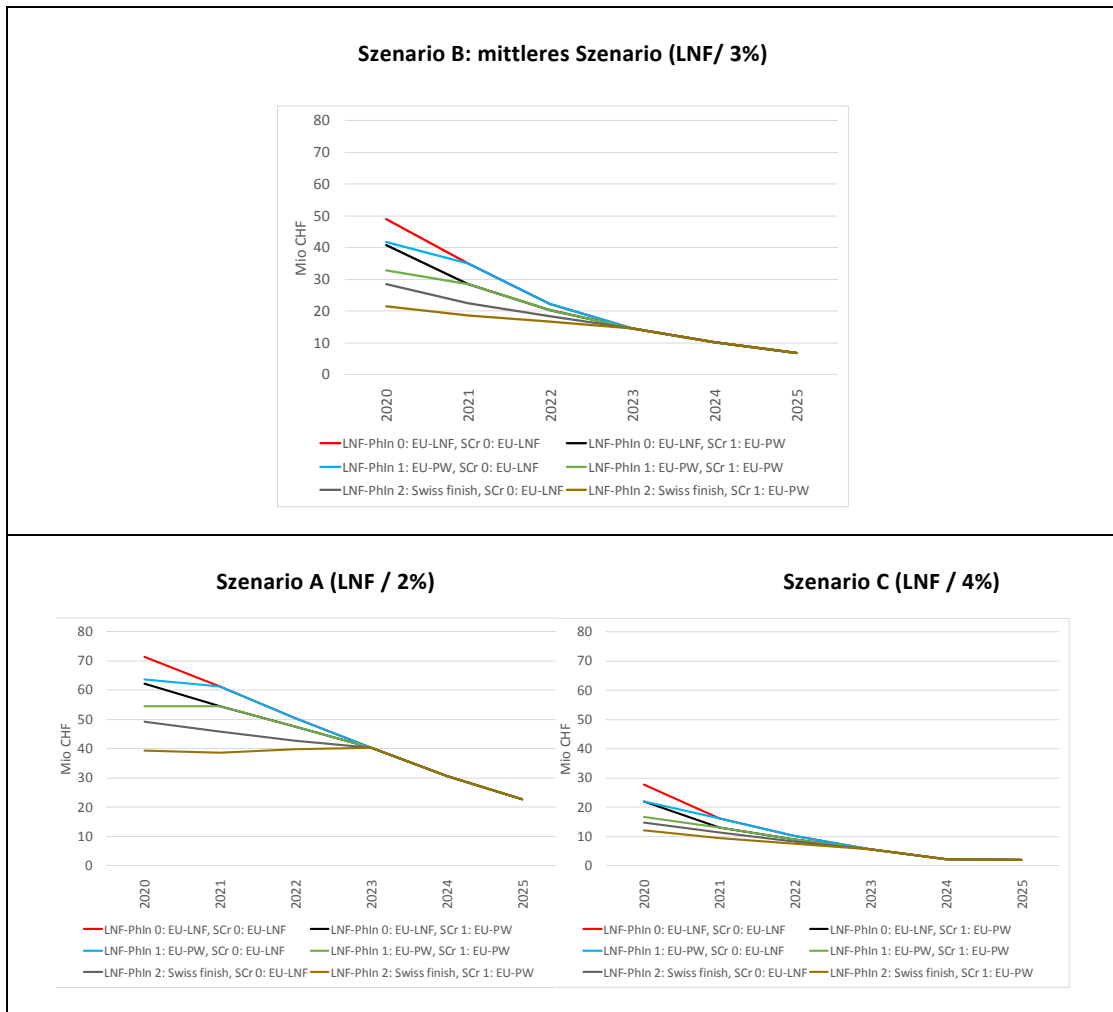 Szenario B: mittleres Szenario (LNF/ 3%)
80
70
60
50
40
30
20
10
0
Mio CHF
2020
2021
2022
2023
2024
2025
LNF-PhIn 0: EU-LNF, SCr 0: EU-LNF
LNF-PhIn 0: EU-LNF, SCr 1: EU-PW
LNF-PhIn 1: EU-PW, SCr 0: EU-LNF
LNF-PhIn 1: EU-PW, SCr 1: EU-PW
LNF-PhIn 2: Swiss finish, SCr 0: EU-LNF
LNF-PhIn 2: Swiss finish, SCr 1: EU-PW
Szenario A (LNF / 2%)
80
70
60
50
40
30
20
10
0
Mio CHF
2020
2021
2022
2023
2024
2025
LNF-PhIn 0: EU-LNF, SCr 0: EU-LNF
LNF-PhIn 0: EU-LNF, SCr 1: EU-PW
LNF-PhIn 1: EU-PW, SCr 0: EU-LNF
LNF-PhIn 1: EU-PW, SCr 1: EU-PW
LNF-PhIn 2: Swiss finish, SCr 0: EU-LNF
LNF-PhIn 2: Swiss finish, SCr 1: EU-PW
Szenario C (LNF / 4%)
80
70
60
50
40
30
20
10
0
Mio CHF
2020
2021
2022
2023
2024
2025
LNF-PhIn 0: EU-LNF, SCr 0: EU-LNF
LNF-PhIn 0: EU-LNF, SCr 1: EU-PW
LNF-PhIn 1: EU-PW, SCr 0: EU-LNF
LNF-PhIn 1: EU-PW, SCr 1: EU-PW
LNF-PhIn 2: Swiss finish, SCr 0: EU-LNF
LNF-PhIn 2: Swiss finish, SCr 1: EU-PW